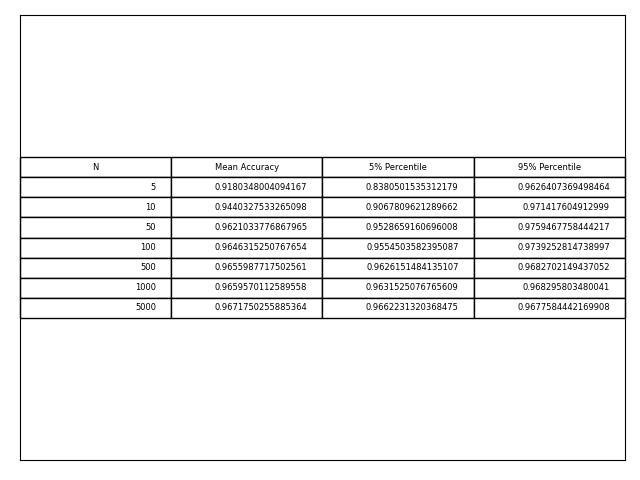 N Mean Accuracy 5% Percentile 95% Percentile
5 0.9180348004094167 0.8380501535312179 0.9626407369498464
10 0.9440327533265098 0.9067809621289662 0.971417604912999
50 0.9621033776867965 0.9528659160696008 0.9759467758444217
100 0.9646315250767654 0.9554503582395087 0.9739252814738997
500 0.9655987717502561 0.9626151484135107 0.9682702149437052
1000 0.9659570112589558 0.9631525076765609 0.968295803480041
5000 0.9671750255885364 0.9662231320368475 0.9677584442169908